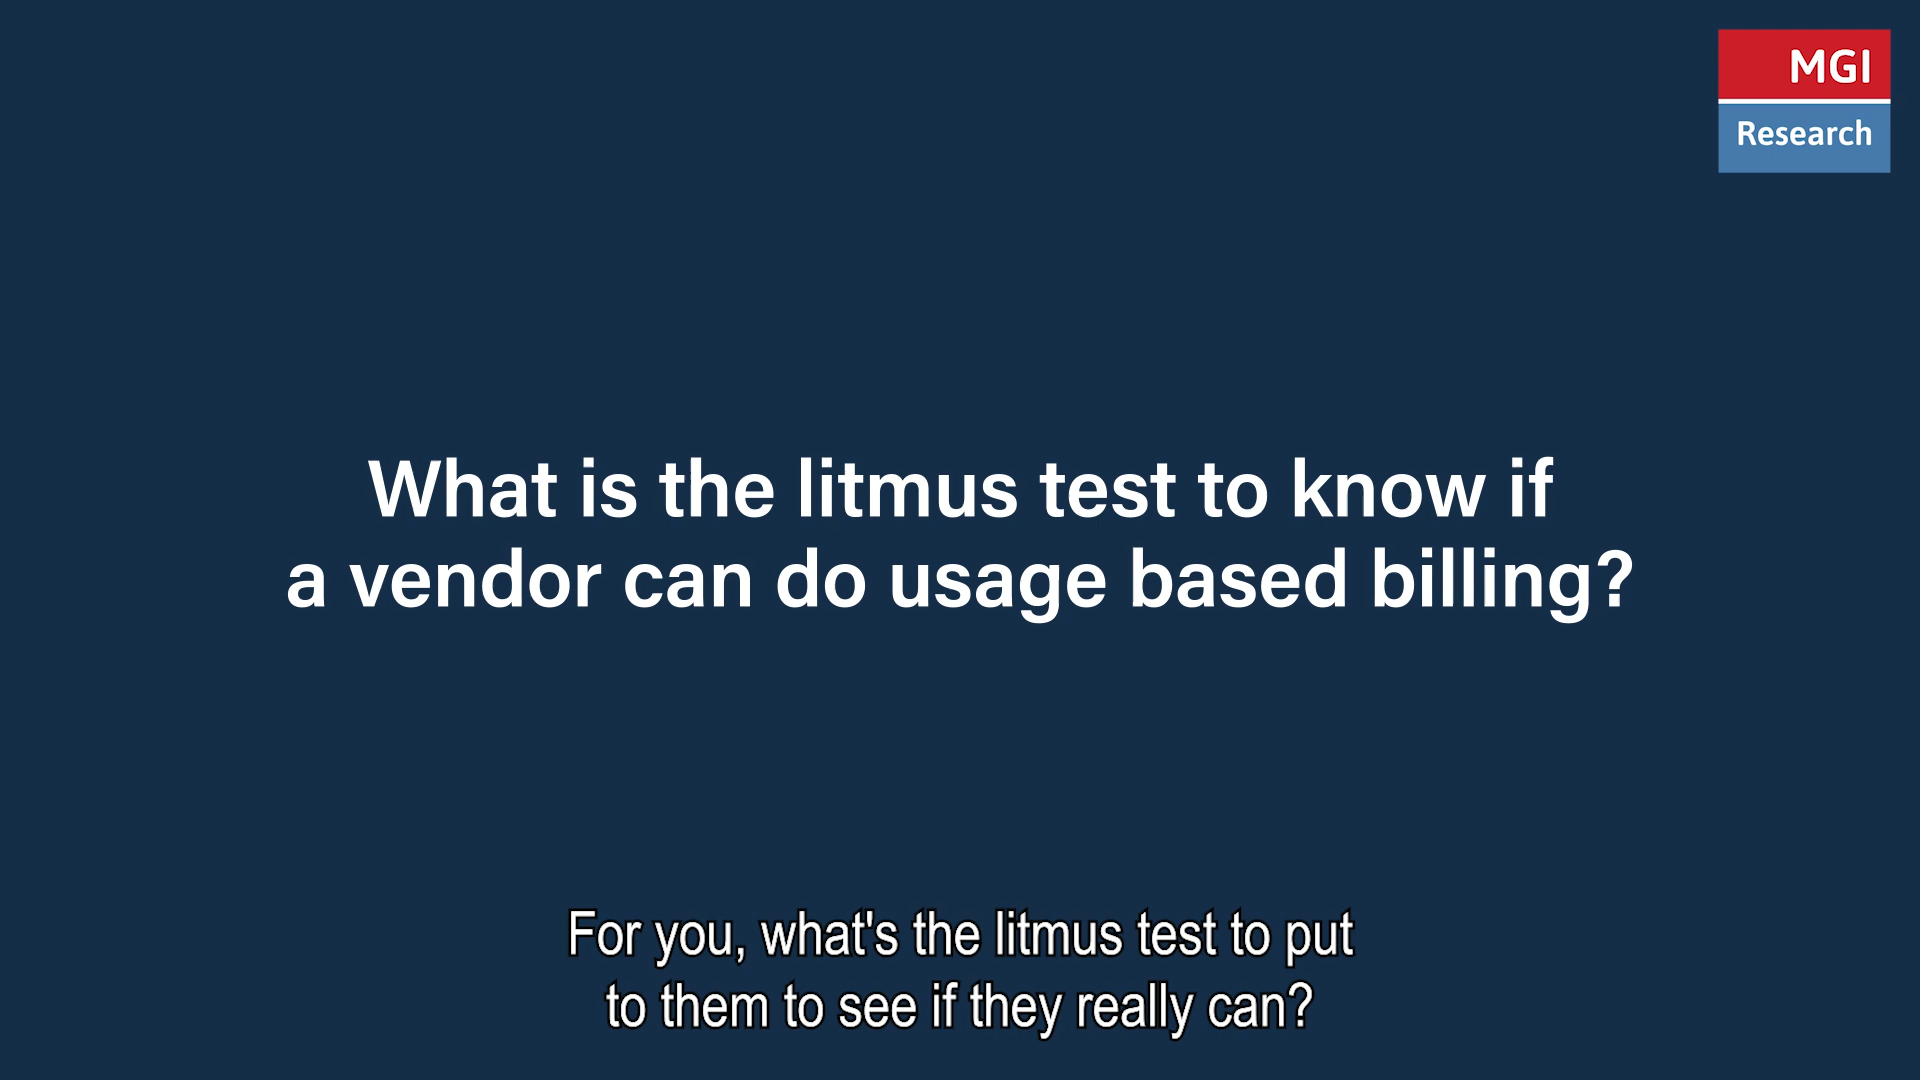 MGI
Research
What is the litmus test to know if
a vendor can do usage based billing?
For you, what's the litmus test to put
to them to see if they really can?